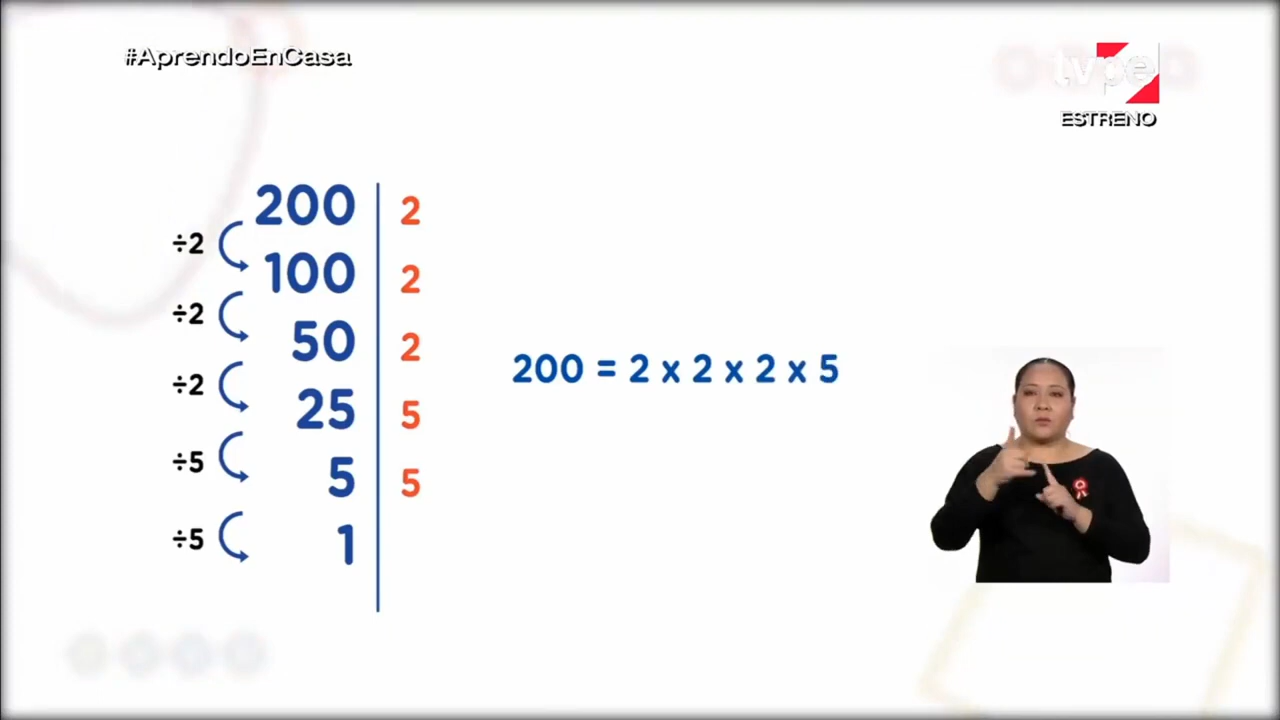 #AprendoEnCasa
tvpe
ESTRENO
200 2
÷2
100 2
÷2
50 2
÷2
25 5
÷5
5 5
÷5
1
200 = 2 x 2 x 2 x 5